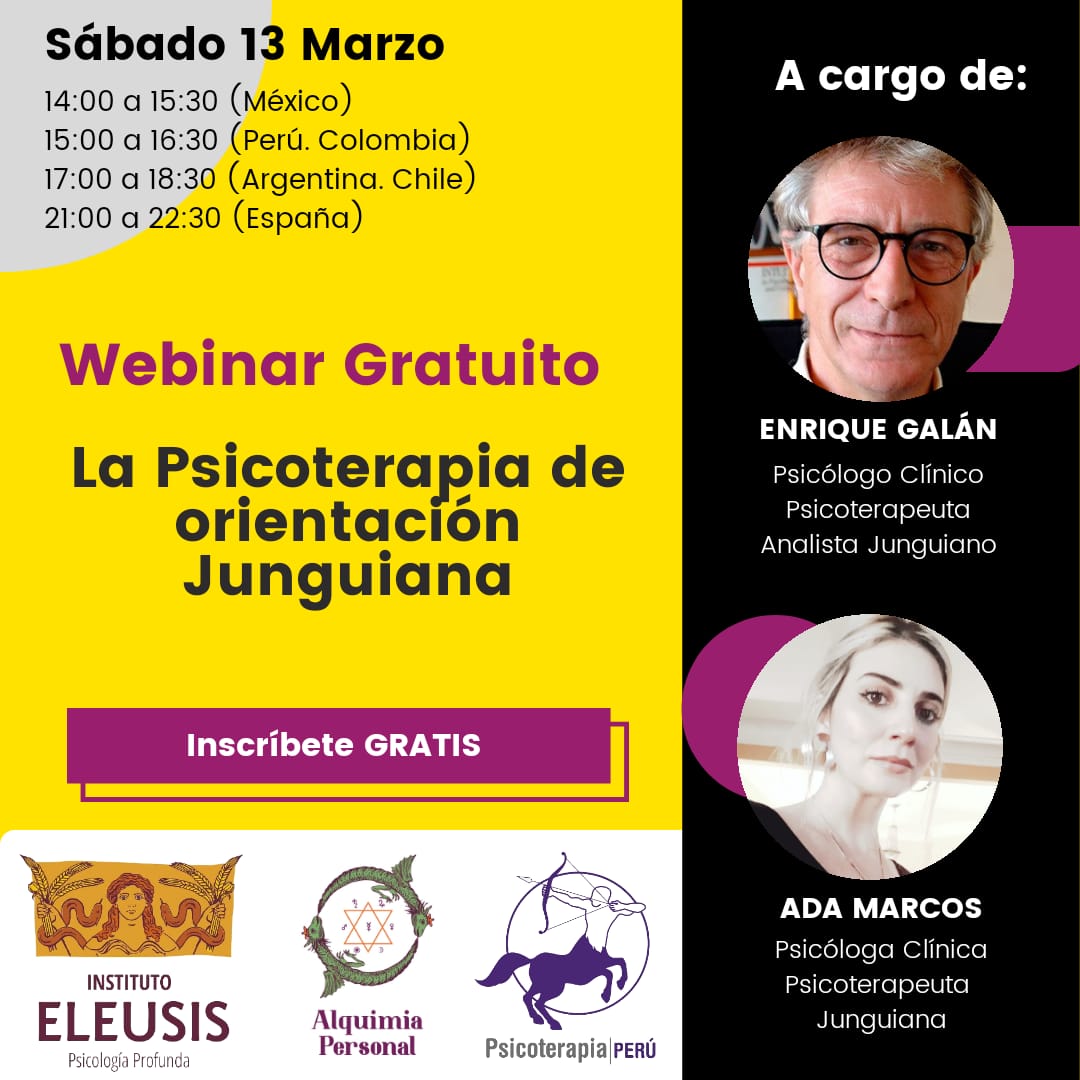 Sábado 13 Marzo
14:00 a 15:30 (México)
15:00 a 16:30 (Perú. Colombia)
17:00 a 18:30 (Argentina. Chile)
21:00 a 22:30 (España)
Webinar Gratuito
La Psicoterapia de
orientación
Junguiana
Inscríbete GRATIS
INSTITUTO
ELEUSIS
Psicología Profunda
Alquimia
Personal
Psicoterapia|PERÚ
A cargo de:
ENRIQUE GALÁN
Psicólogo Clínico
Psicoterapeuta
Analista Junguiano
ADA MARCOS
Psicóloga Clínica
Psicoterapeuta
Junguiana